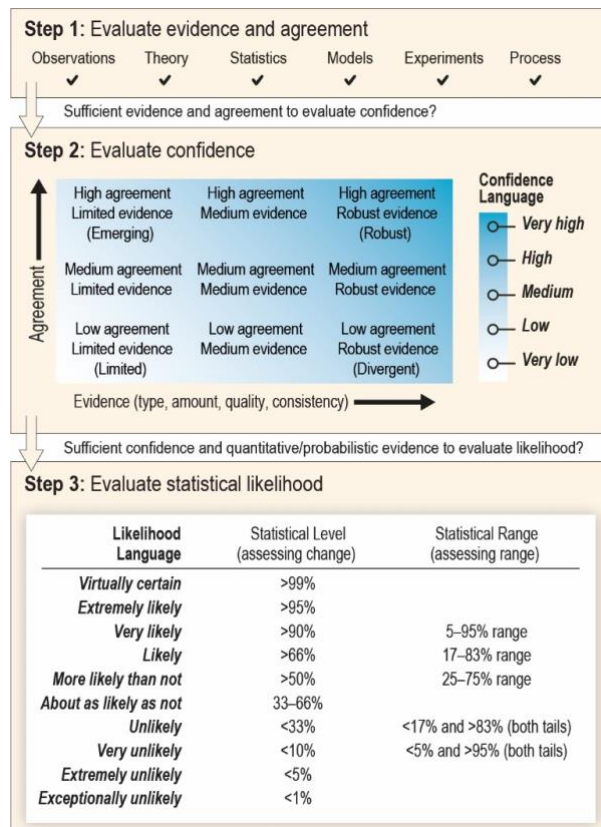 Step 1: Evaluate evidence and agreement
Observations Theory Statistics Models Experiments Process
Sufficient evidence and agreement to evaluate confidence?
Step 2: Evaluate confidence
Agreement
High agreement
Limited evidence
(Emerging)
High agreement
Medium evidence
High agreement
Robust evidence
(Robust)
Medium agreement
Limited evidence
Medium agreement
Medium evidence
Medium agreement
Robust evidence
Low agreement
Limited evidence
(Limited)
Low agreement
Medium evidence
Low agreement
Robust evidence
(Divergent)
Evidence (type, amount, quality, consistency)
Confidence
Language
Very high
High
Medium
Low
Very low
Sufficient confidence and quantitative/probabilistic evidence to evaluate likelihood?
Step 3: Evaluate statistical likelihood
Likelihood Statistical Level Statistical Range
Language (assessing change) (assessing range)
Virtually certain >99%
Extremely likely >95%
Very likely >90% 5–95% range
Likely >66% 17–83% range
More likely than not >50% 25–75% range
About as likely as not 33–66%
Unlikely <33% <17% and >83% (both tails)
Very unlikely <10% <5% and >95% (both tails)
Extremely unlikely <5%
Exceptionally unlikely <1%